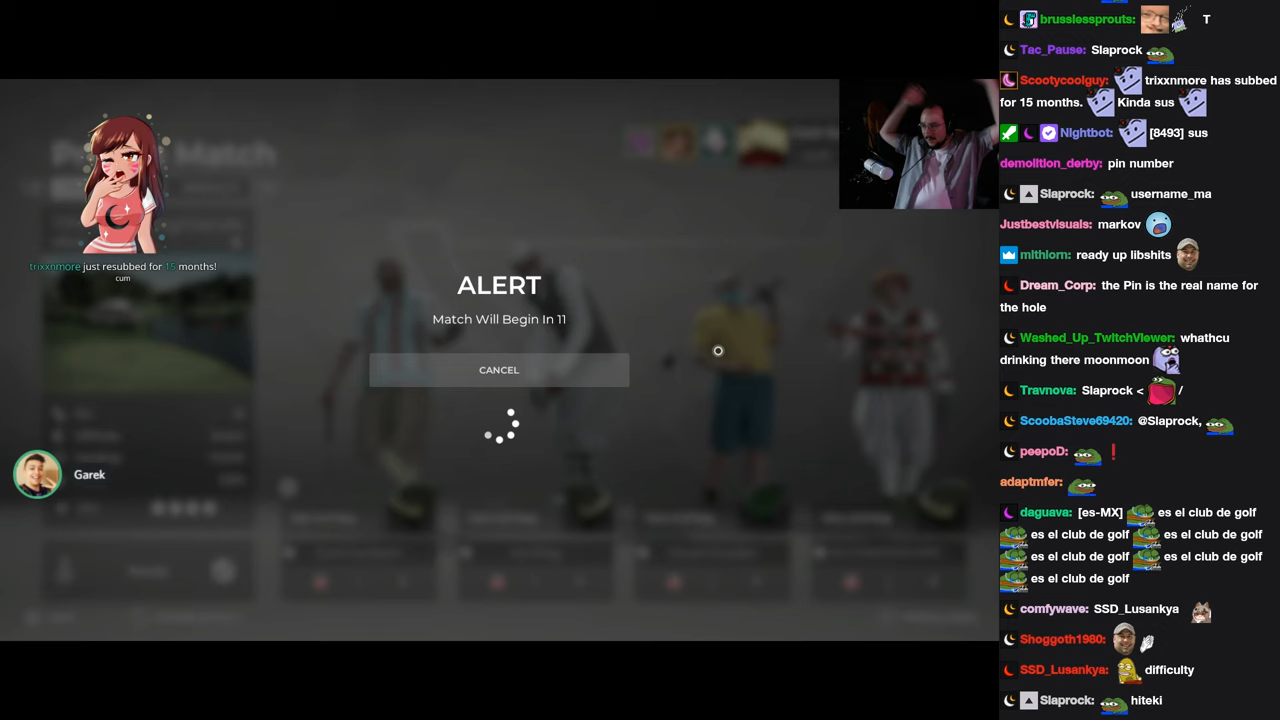 Match
trixxnmore just resubbed for 15 months!
cum
ALERT
Match Will Begin In 11
CANCEL
Garek
brusslessprouts: T
Tac_Pause: Slaprock
Scootycoolguy: trixxnmore has subbed
for 15 months. Kinda sus
Nightbot: [8493] sus
demolition_derby: pin number
Slaprock: username_ma
Justbestvisuals: markov
mlthlorn: ready up libshits
Dream_Corp: the Pin is the real name for
the hole
Washed_Up_TwitchViewer: whathcu
drinking there moonmoon
Travnova: Slaprock < /
ScoobaSteve69420: @Slaprock,
peepoD:
adaptmfer:
daguava: [es-MX] es el club de golf
es el club de golf es el club de golf
es el club de golf es el club de golf
es el club de golf
comfywave: SSD_Lusankya
Shoggoth1980:
SSD_Lusankya: difficulty
Slaprock: hiteki